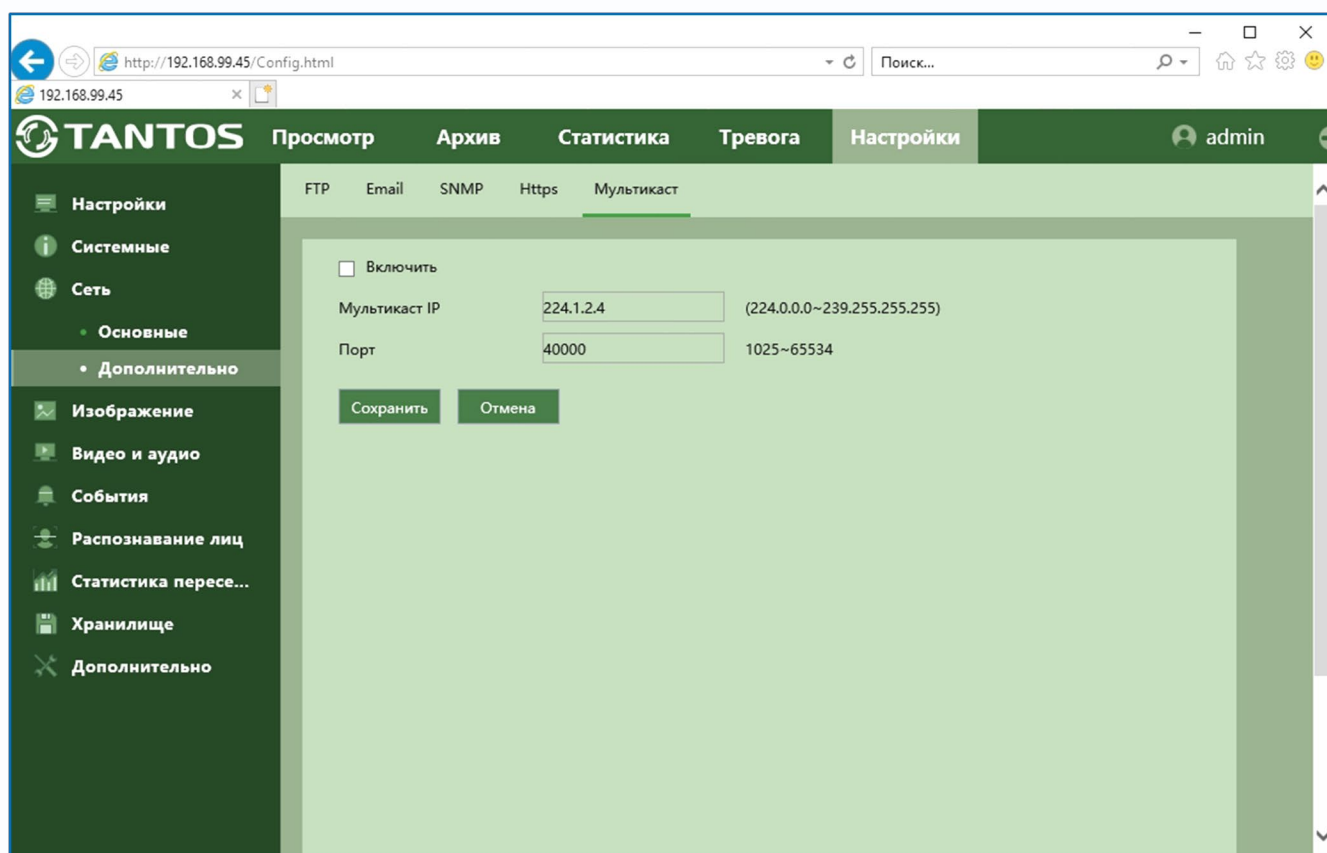 http://192.168.99.45/Config.html
Поиск...
192.168.99.45
TANTOS
Просмотр
Архив
Статистика
Тревога
Настройки
admin
FTP
Email
SNMP
Https
Мультикаст
Настройки
Системные
Сеть
Основные
Дополнительно
Изображение
Видео и аудио
События
Распознавание лиц
Статистика пересе...
Хранилище
Дополнительно
Включить
Мультикаст IP 224.1.2.4 (224.0.0.0~239.255.255.255)
Порт 40000 1025~65534
Сохранить Отмена